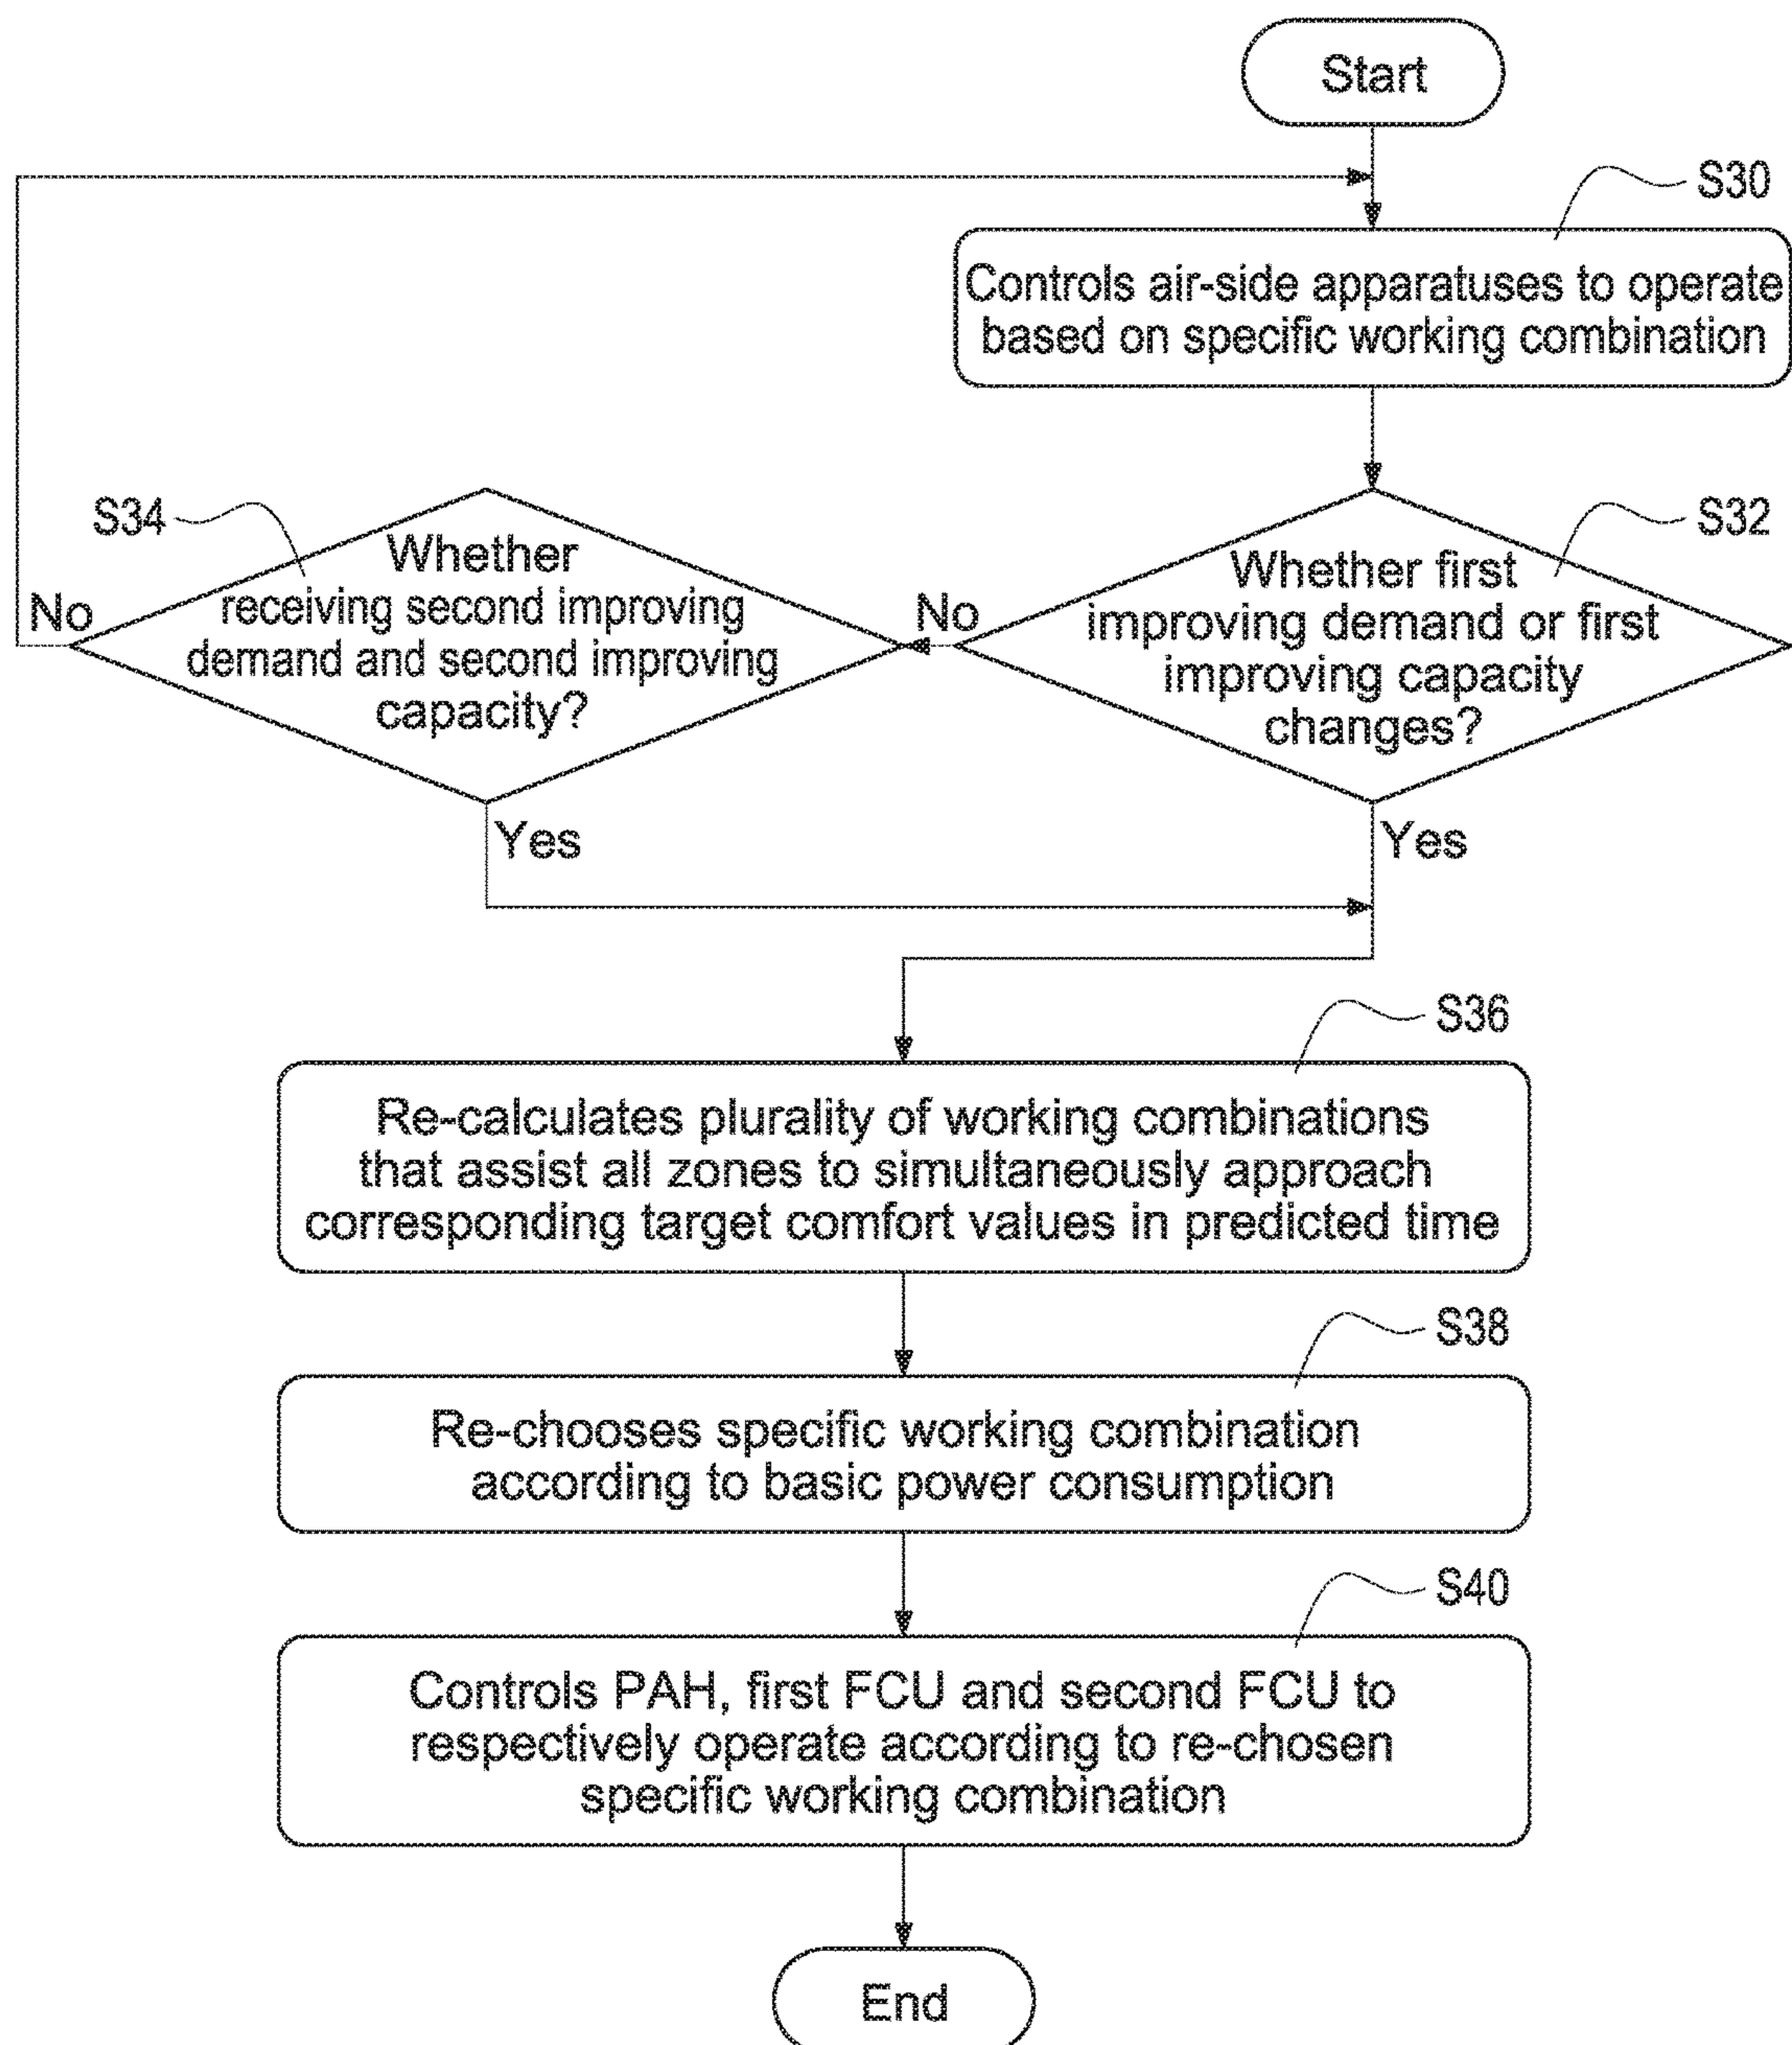 Start
S30
Controls air-side apparatuses to operate
based on specific working combination
S32
Whether first
improving demand or first
improving capacity
changes?
No
Yes
S34
Whether
receiving second improving
demand and second improving
capacity?
No
Yes
S36
Re-calculates plurality of working combinations
that assist all zones to simultaneously approach
corresponding target comfort values in predicted time
S38
Re-chooses specific working combination
according to basic power consumption
S40
Controls PAH, first FCU and second FCU to
respectively operate according to re-chosen
specific working combination
End